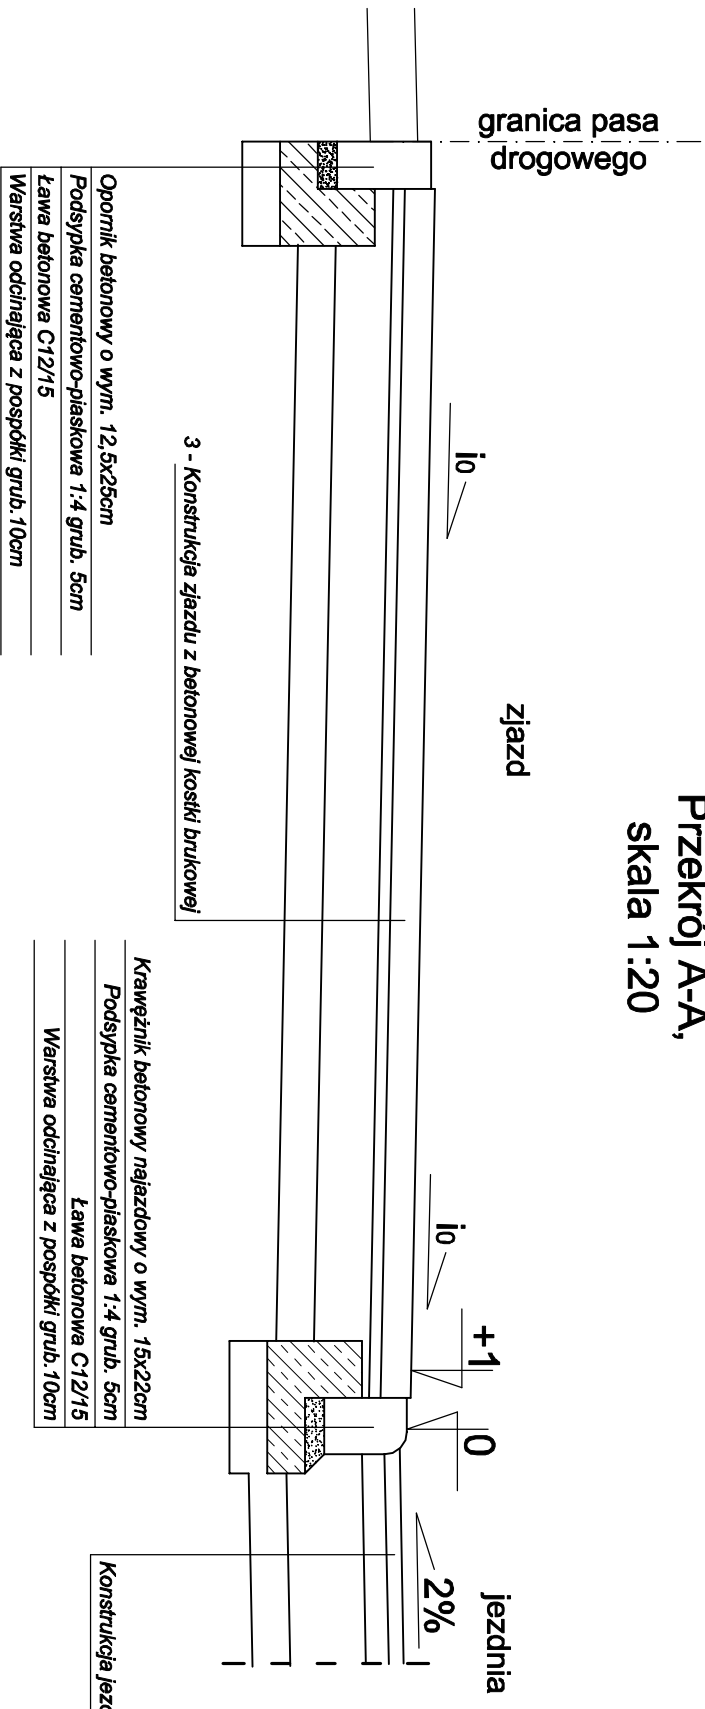 Przekrój A-A,
skala 1:20
granica pasa
drogowego
zjazd
jezdnia
i0
i0
+1
0
2%
3 - Konstrukcja zjazdu z betonowej kostki brukowej
Opornik betonowy o wym. 12,5x25cm
Podsypka cementowo-piaskowa 1:4 grub. 5cm
Ława betonowa C12/15
Warstwa odcinająca z pospółki grub.10cm
Krawężnik betonowy najazdowy o wym. 15x22cm
Podsypka cementowo-piaskowa 1:4 grub. 5cm
Ława betonowa C12/15
Warstwa odcinająca z pospółki grub.10cm
Konstrukcja